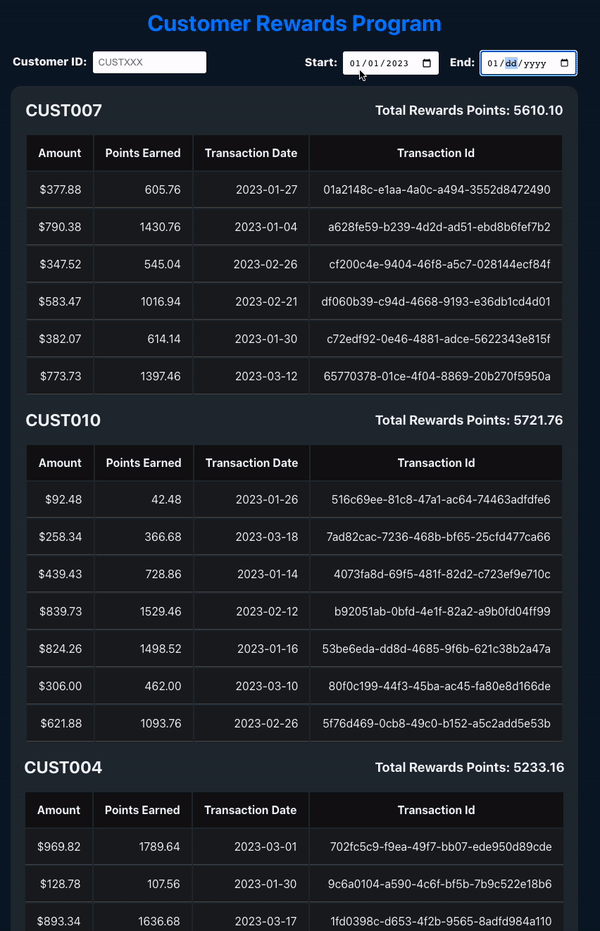 Customer Rewards Program
Customer ID: CUSTXXX Start: 01/01/2023 End: 01/dd/yyyy
CUST007 Total Rewards Points: 5610.10
Amount Points Earned Transaction Date Transaction Id
$377.88 605.76 2023-01-27 01a2148c-e1aa-4a0c-a494-3552d8472490
$790.38 1430.76 2023-01-04 a628fe59-b239-4d2d-ad51-ebd8b6fef7b2
$347.52 545.04 2023-02-26 cf200c4e-9404-46f8-a5c7-028144ecf84f
$583.47 1016.94 2023-02-21 df060b39-c94d-4668-9193-e36db1cd4d01
$382.07 614.14 2023-01-30 c72edf92-0e46-4881-adce-5622343e815f
$773.73 1397.46 2023-03-12 65770378-01ce-4f04-8869-20b270f5950a
CUST010 Total Rewards Points: 5721.76
Amount Points Earned Transaction Date Transaction Id
$92.48 42.48 2023-01-26 516c69ee-81c8-47a1-ac64-74463adfdfe6
$258.34 366.68 2023-03-18 7ad82cac-7236-468b-bf65-25cfd477ca66
$439.43 728.86 2023-01-14 4073fa8d-69f5-481f-82d2-c723ef9e710c
$839.73 1529.46 2023-02-12 b92051ab-0bfd-4e1f-82a2-a9b0fd04ff99
$824.26 1498.52 2023-01-16 53be6eda-dd8d-4685-9f6b-621c38b2a47a
$306.00 462.00 2023-03-10 80f0c199-44f3-45ba-ac45-fa80e8d166de
$621.88 1093.76 2023-02-26 5f76d469-0cb8-49c0-b152-a5c2add5e53b
CUST004 Total Rewards Points: 5233.16
Amount Points Earned Transaction Date Transaction Id
$969.82 1789.64 2023-03-01 702fc5c9-f9ea-49f7-bb07-ede950d89cde
$128.78 107.56 2023-01-30 9c6a0104-a590-4c6f-bf5b-7b9c522e18b6
$893.34 1636.68 2023-03-17 1fd0398c-d653-4f2b-9565-8adfd984a110